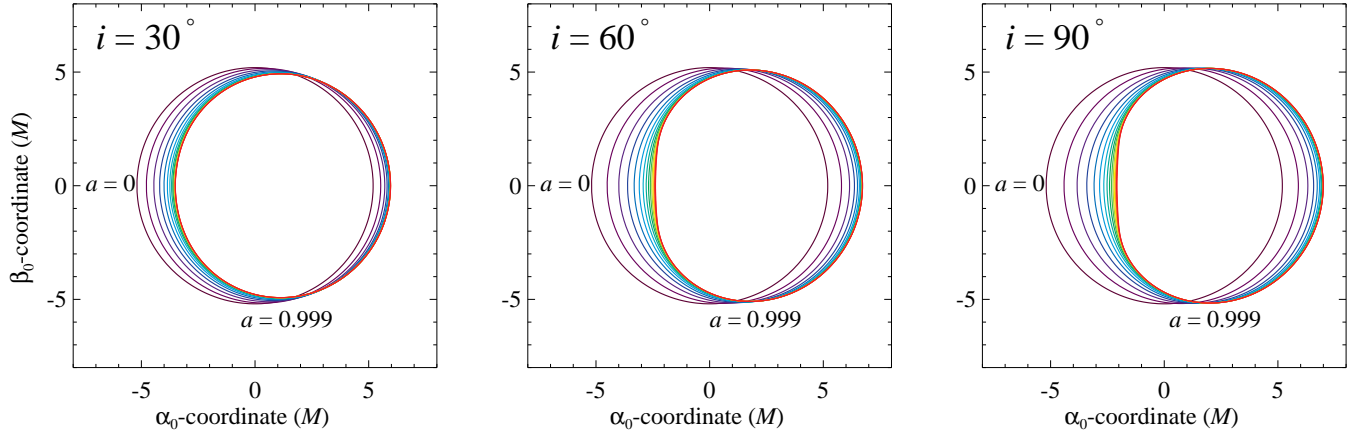 i = 30°
β₀-coordinate (M)
5
0
-5
a = 0
a = 0.999
-5
0
5
α₀-coordinate (M)
i = 60°
5
0
-5
a = 0
a = 0.999
-5
0
5
α₀-coordinate (M)
i = 90°
5
0
-5
a = 0
a = 0.999
-5
0
5
α₀-coordinate (M)